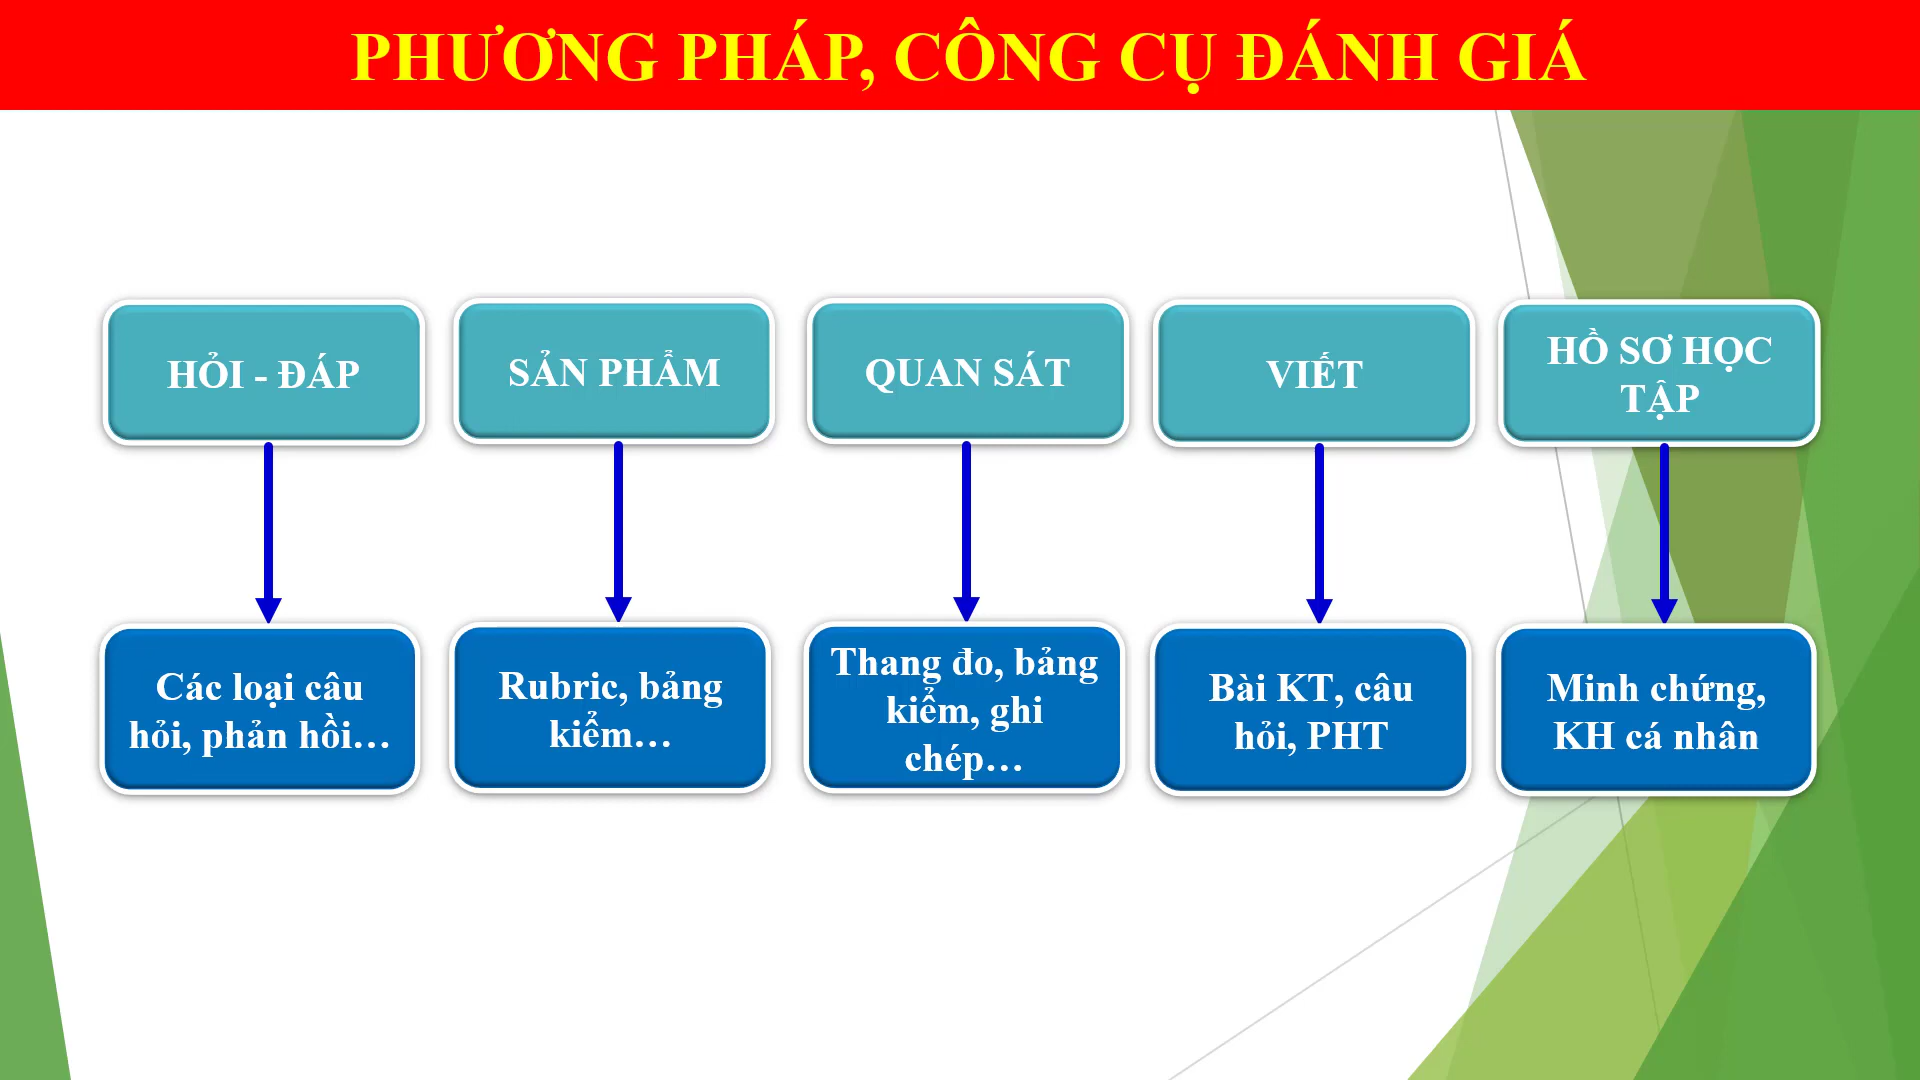 PHƯƠNG PHÁP, CÔNG CỤ ĐÁNH GIÁ
HỎI - ĐÁP
SẢN PHẨM
QUAN SÁT
VIẾT
HỒ SƠ HỌC
TẬP
Các loại câu
hỏi, phản hồi…
Rubric, bảng
kiểm…
Thang đo, bảng
kiểm, ghi
chép…
Bài KT, câu
hỏi, PHT
Minh chứng,
KH cá nhân